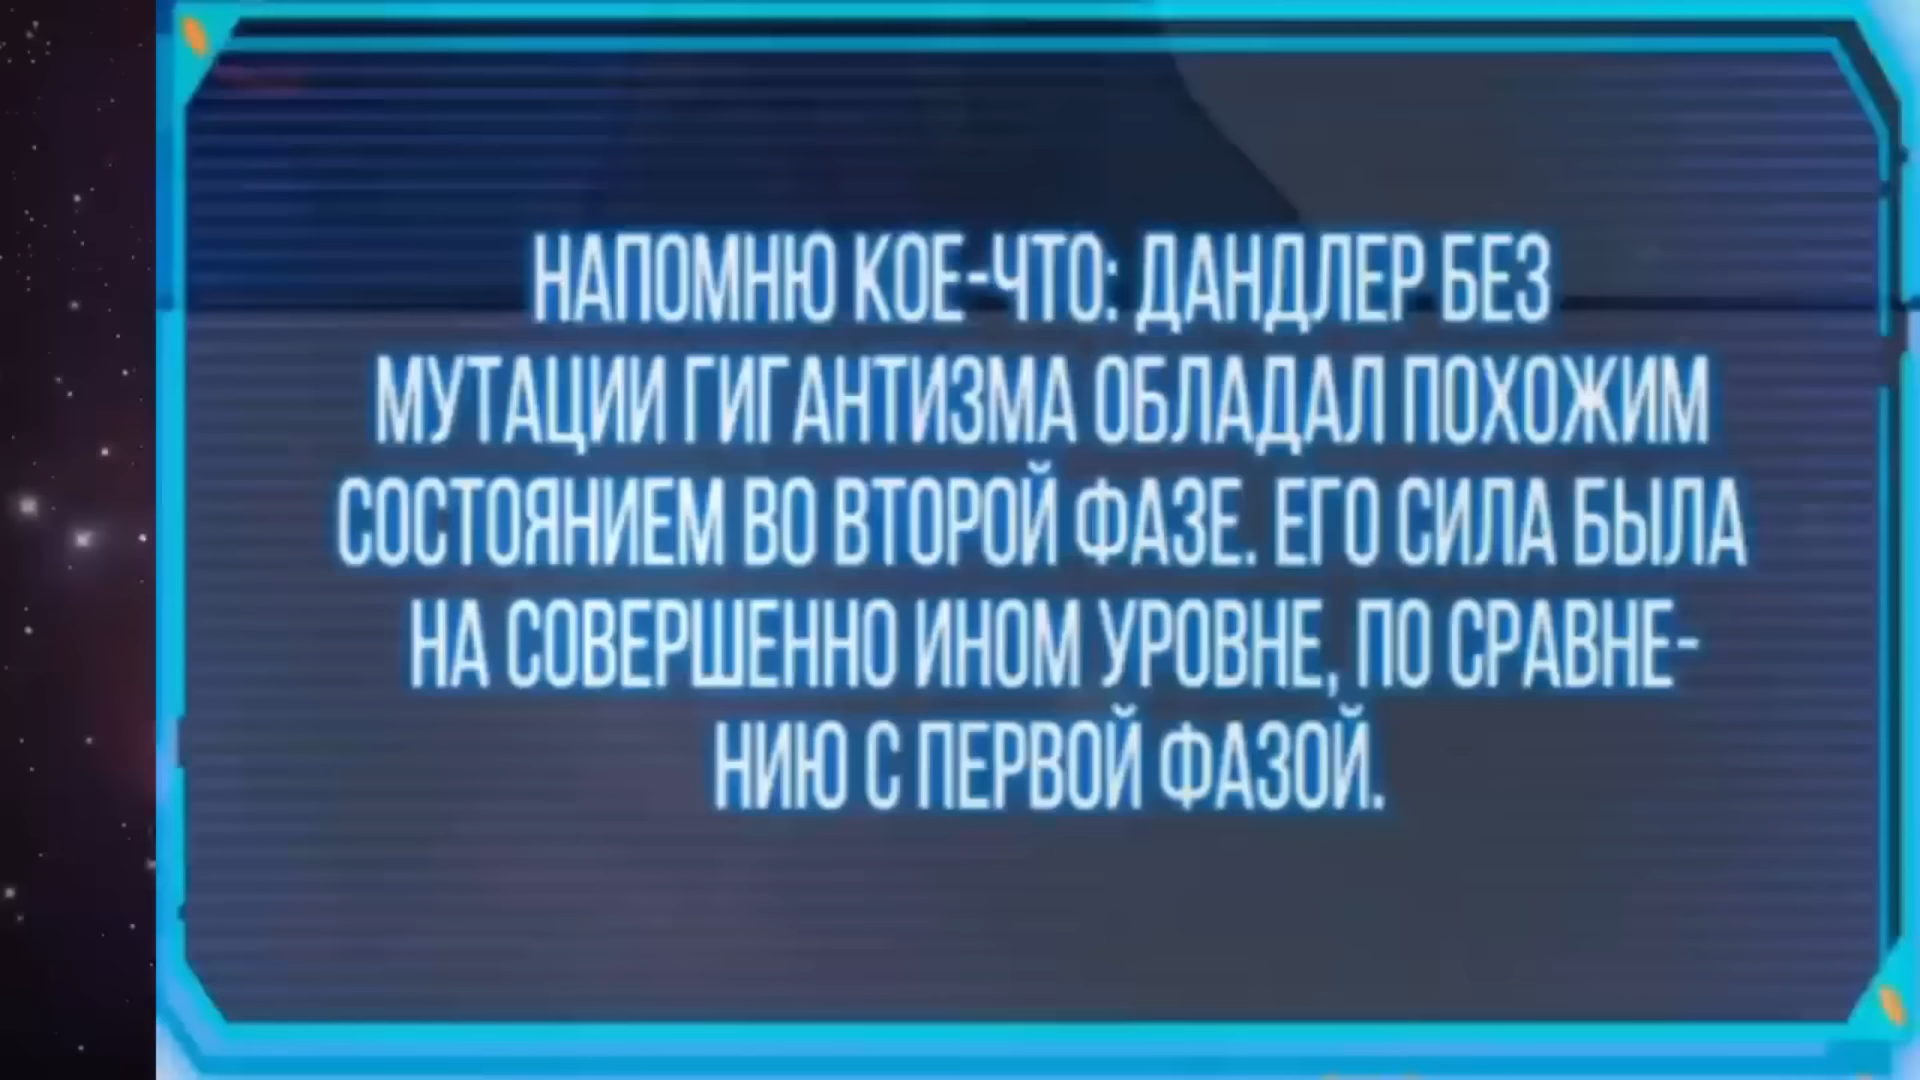 НАПОМНЮ КОЕ-ЧТО: ДАНДЛЕР БЕЗ
МУТАЦИИ ГИГАНТИЗМА ОБЛАДАЛ ПОХОЖИМ
СОСТОЯНИЕМ ВО ВТОРОЙ ФАЗЕ. ЕГО СИЛА БЫЛА
НА СОВЕРШЕННО ИНОМ УРОВНЕ, ПО СРАВНЕ-
НИЮ С ПЕРВОЙ ФАЗОЙ.